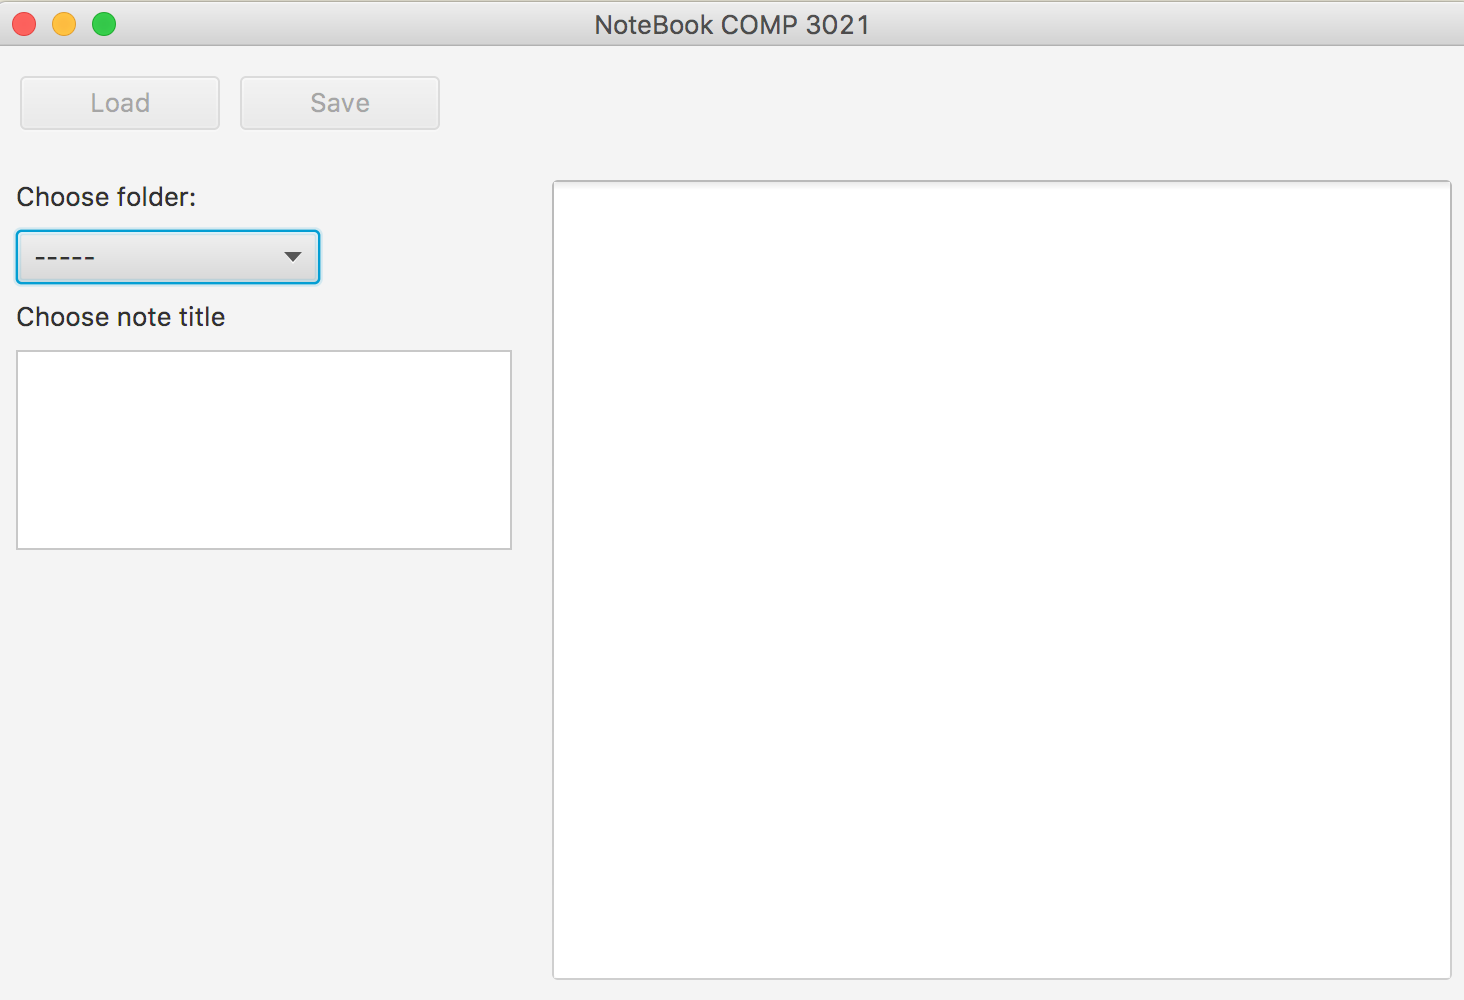 NoteBook COMP 3021
Load Save
Choose folder:
-----
Choose note title